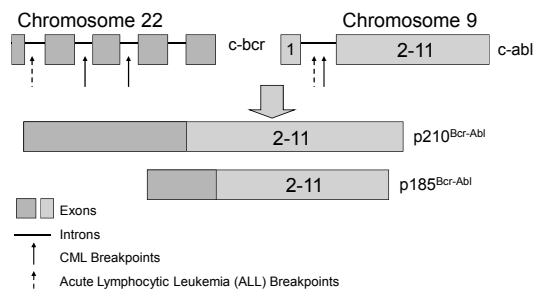 Chromosome 22
Chromosome 9
c-bcr
1
2-11
c-abl
2-11
p210Bcr-Abl
2-11
p185Bcr-Abl
Exons
Introns
CML Breakpoints
Acute Lymphocytic Leukemia (ALL) Breakpoints